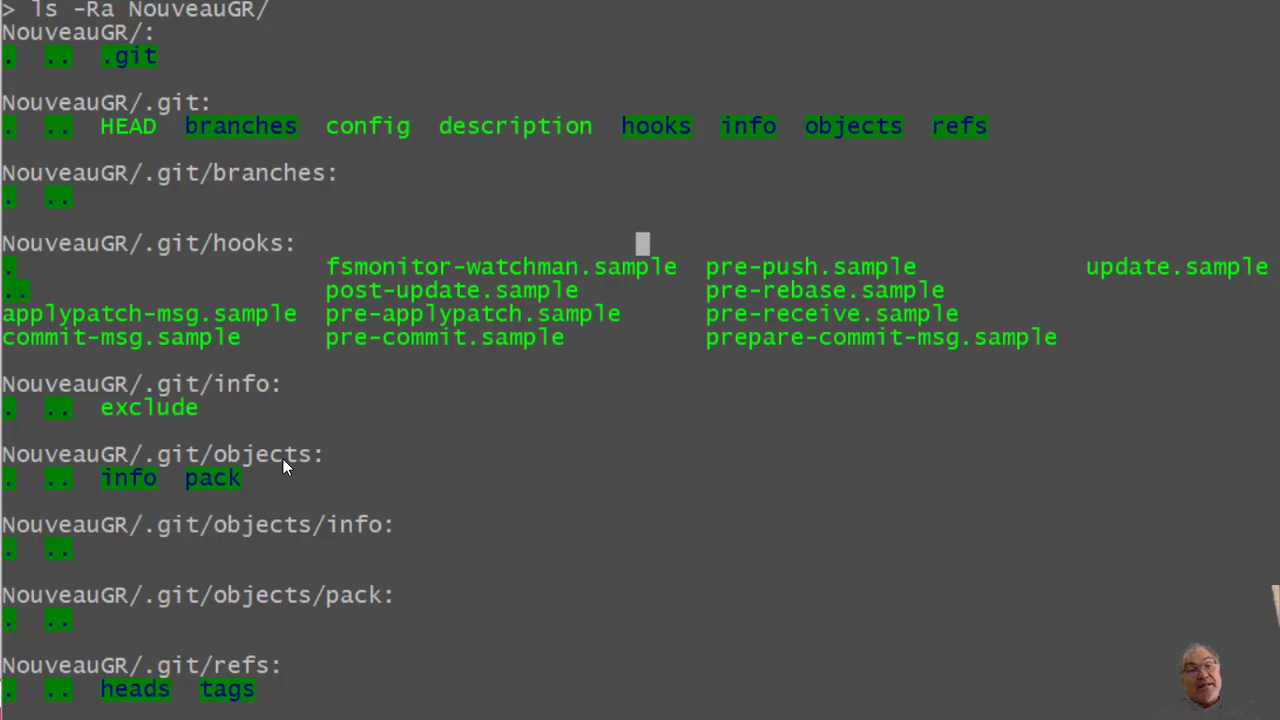 > ls -Ra NouveauGR/
NouveauGR/:
. .. .git
NouveauGR/.git:
. .. HEAD branches config description hooks info objects refs
NouveauGR/.git/branches:
. ..
NouveauGR/.git/hooks:
. fsmonitor-watchman.sample pre-push.sample update.sample
.. post-update.sample pre-rebase.sample
applypatch-msg.sample pre-applypatch.sample pre-receive.sample
commit-msg.sample pre-commit.sample prepare-commit-msg.sample
NouveauGR/.git/info:
. .. exclude
NouveauGR/.git/objects:
. .. info pack
NouveauGR/.git/objects/info:
. ..
NouveauGR/.git/objects/pack:
. ..
NouveauGR/.git/refs:
. .. heads tags